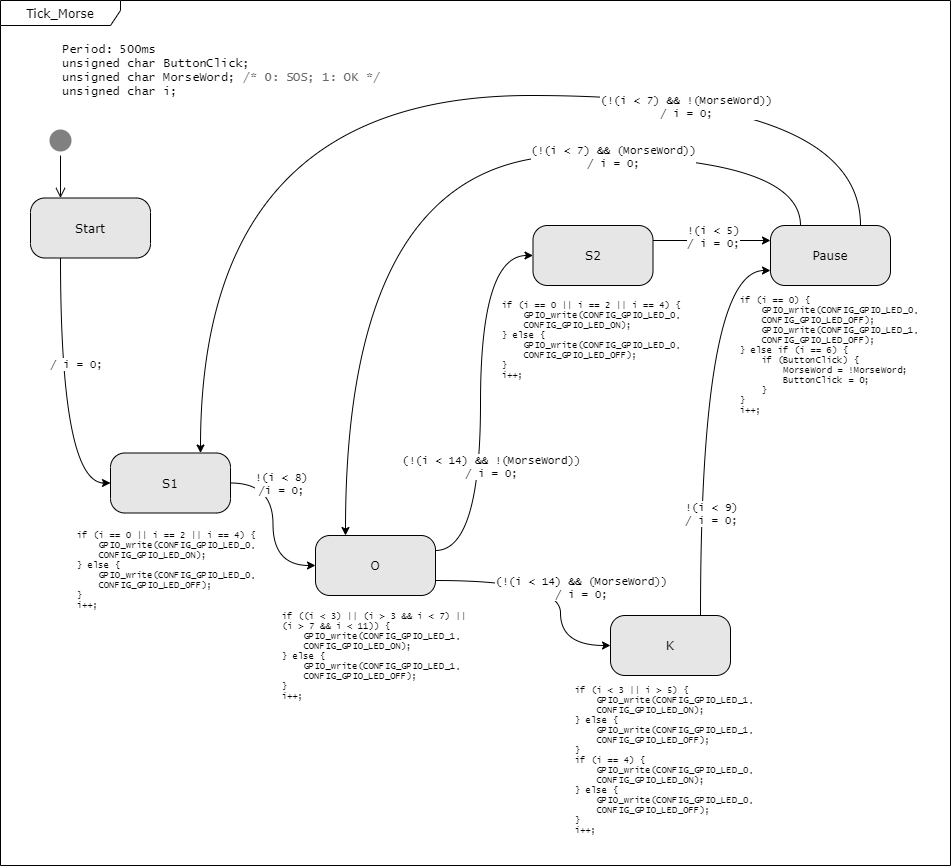 Tick_Morse
Period: 500ms
unsigned char ButtonClick;
unsigned char MorseWord; /* 0: SOS; 1: OK */
unsigned char i;
(!(i < 7) && !(MorseWord))
/ i = 0;
(!(i < 7) && (MorseWord))
/ i = 0;
Start
S2
!(i < 5)
/ i = 0;
Pause
if (i == 0 || i == 2 || i == 4) {
GPIO_write(CONFIG_GPIO_LED_0,
CONFIG_GPIO_LED_ON);
} else {
GPIO_write(CONFIG_GPIO_LED_0,
CONFIG_GPIO_LED_OFF);
}
i++;
if (i == 0) {
GPIO_write(CONFIG_GPIO_LED_0,
CONFIG_GPIO_LED_OFF);
GPIO_write(CONFIG_GPIO_LED_1,
CONFIG_GPIO_LED_OFF);
} else if (i == 6) {
if (ButtonClick) {
MorseWord = !MorseWord;
ButtonClick = 0;
}
}
i++;
/ i = 0;
(!(i < 14) && !(MorseWord))
/ i = 0;
S1
!(i < 8)
/i = 0;
!(i < 9)
/ i = 0;
if (i == 0 || i == 2 || i == 4) {
GPIO_write(CONFIG_GPIO_LED_0,
CONFIG_GPIO_LED_ON);
} else {
GPIO_write(CONFIG_GPIO_LED_0,
CONFIG_GPIO_LED_OFF);
}
i++;
O
(!(i < 14) && (MorseWord))
/ i = 0;
if ((i < 3) || (i > 3 && i < 7) ||
(i > 7 && i < 11)) {
GPIO_write(CONFIG_GPIO_LED_1,
CONFIG_GPIO_LED_ON);
} else {
GPIO_write(CONFIG_GPIO_LED_1,
CONFIG_GPIO_LED_OFF);
}
i++;
K
if (i < 3 || i > 5) {
GPIO_write(CONFIG_GPIO_LED_1,
CONFIG_GPIO_LED_ON);
} else {
GPIO_write(CONFIG_GPIO_LED_1,
CONFIG_GPIO_LED_OFF);
}
if (i == 4) {
GPIO_write(CONFIG_GPIO_LED_0,
CONFIG_GPIO_LED_ON);
} else {
GPIO_write(CONFIG_GPIO_LED_0,
CONFIG_GPIO_LED_OFF);
}
i++;